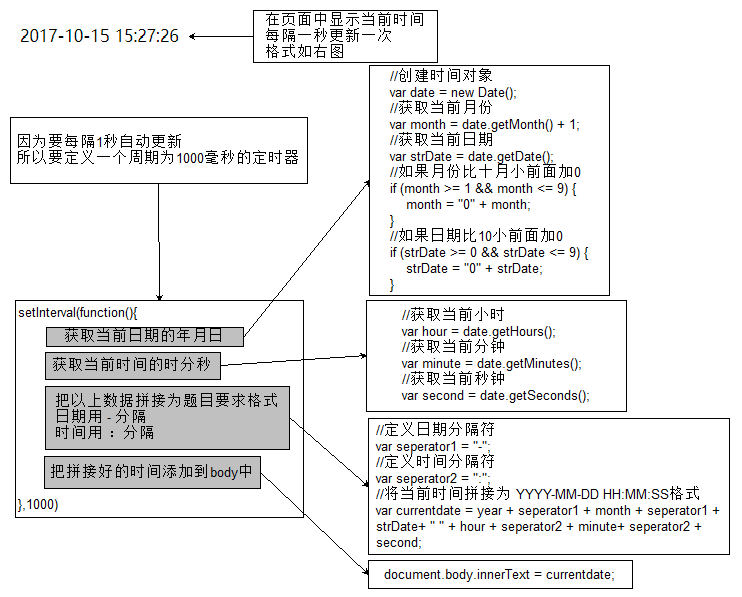 2017-10-15 15:27:26
在页面中显示当前时间
每隔一秒更新一次
格式如右图
因为要每隔1秒自动更新
所以要定义一个周期为1000毫秒的定时器
//创建时间对象
var date = new Date();
//获取当前月份
var month = date.getMonth() + 1;
//获取当前日期
var strDate = date.getDate();
//如果月份比十月小前面加0
if (month >= 1 && month <= 9) {
month = "0" + month;
}
//如果日期比10小前面加0
if (strDate >= 0 && strDate <= 9) {
strDate = "0" + strDate;
}
setInterval(function(){
获取当前日期的年月日
获取当前时间的时分秒
把以上数据拼接为题目要求格式
日期用 - 分隔
时间用 : 分隔
把拼接好的时间添加到body中
},1000)
//获取当前小时
var hour = date.getHours();
//获取当前分钟
var minute = date.getMinutes();
//获取当前秒钟
var second = date.getSeconds();
//定义日期分隔符
var seperator1 = "-";
//定义时间分隔符
var seperator2 = ":";
//将当前时间拼接为 YYYY-MM-DD HH:MM:SS格式
var currentdate = year + seperator1 + month + seperator1 +
strDate+ " " + hour + seperator2 + minute+ seperator2 +
second;
document.body.innerText = currentdate;